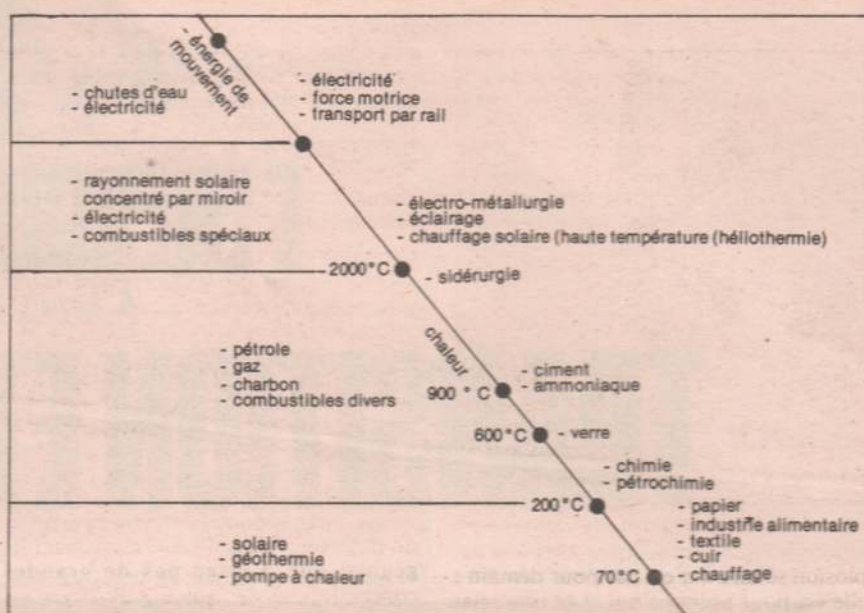 - énergie de
mouvement
- chutes d'eau
- électricité
- électricité
- force motrice
- transport par rail
- rayonnement solaire
concentré par miroir
- électricité
- combustibles spéciaux
- électro-métallurgie
- éclairage
- chauffage solaire (haute température (héliothermie)
2000°C
- sidérurgie
chaleur
- pétrole
- gaz
- charbon
- combustibles divers
900 °C
- ciment
- ammoniaque
600°C
- verre
- chimie
- pétrochimie
200°C
- solaire
- géothermie
- pompe à chaleur
- papier
- industrie alimentaire
- textile
- cuir
- chauffage
70°C